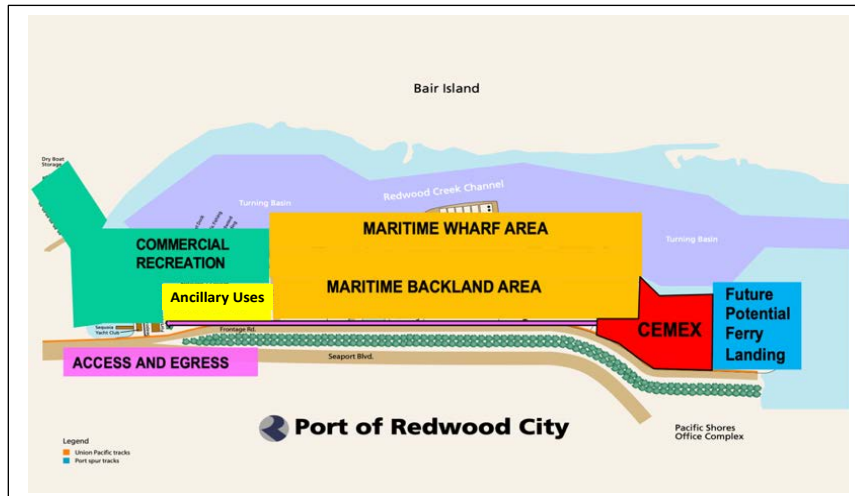 Bair Island
Dry Boat
Storage
Turning Basin
Redwood Creek Channel
MARITIME WHARF AREA
COMMERCIAL
RECREATION
Turning Basin
MARITIME BACKLAND AREA
Ancillary Uses
Future
Potential
Ferry
Landing
CEMEX
Sequoia
Yacht Club
Frontage Rd.
ACCESS AND EGRESS
Seaport Blvd.
Port of Redwood City
Pacific Shores
Office Complex
Legend
Union Pacific tracks
Port spur tracks